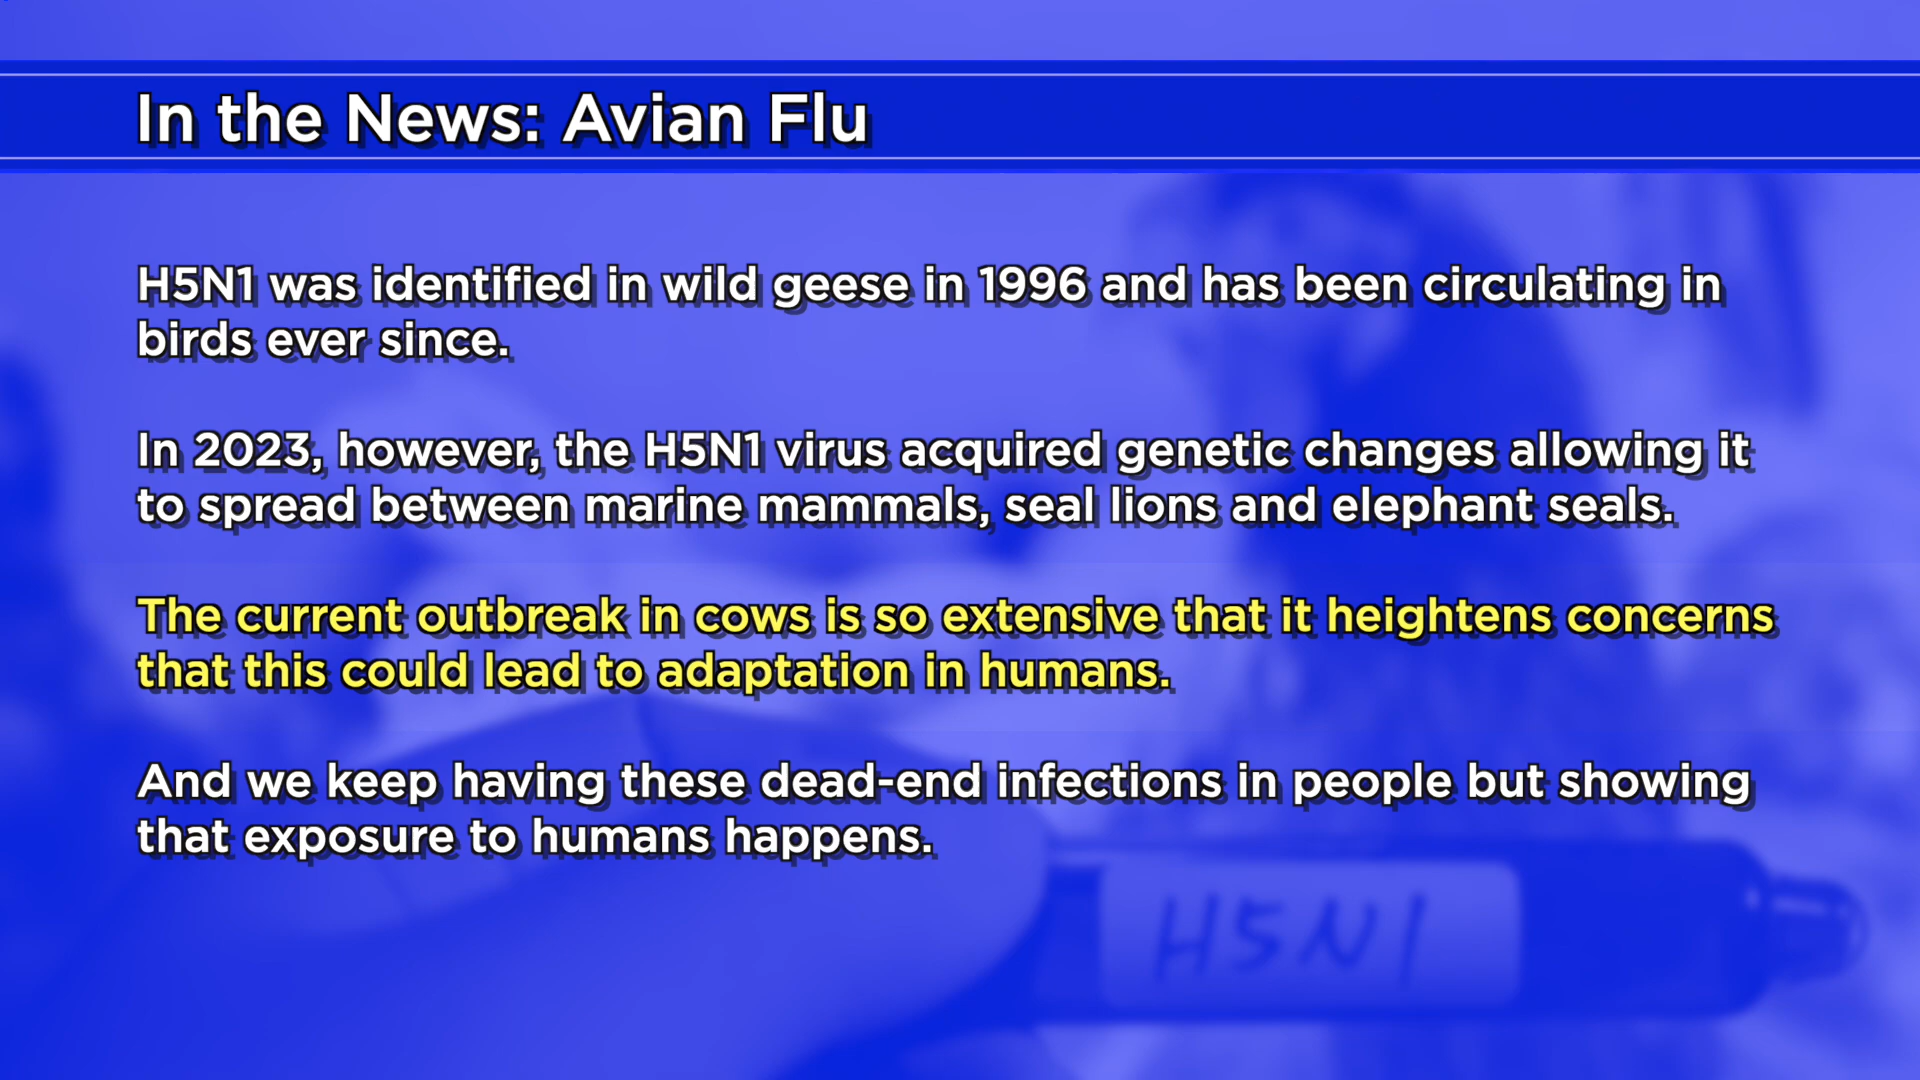 In the News: Avian Flu
H5N1 was identified in wild geese in 1996 and has been circulating in
birds ever since.
In 2023, however, the H5N1 virus acquired genetic changes allowing it
to spread between marine mammals, seal lions and elephant seals.
The current outbreak in cows is so extensive that it heightens concerns
that this could lead to adaptation in humans.
And we keep having these dead-end infections in people but showing
that exposure to humans happens.
H5N1